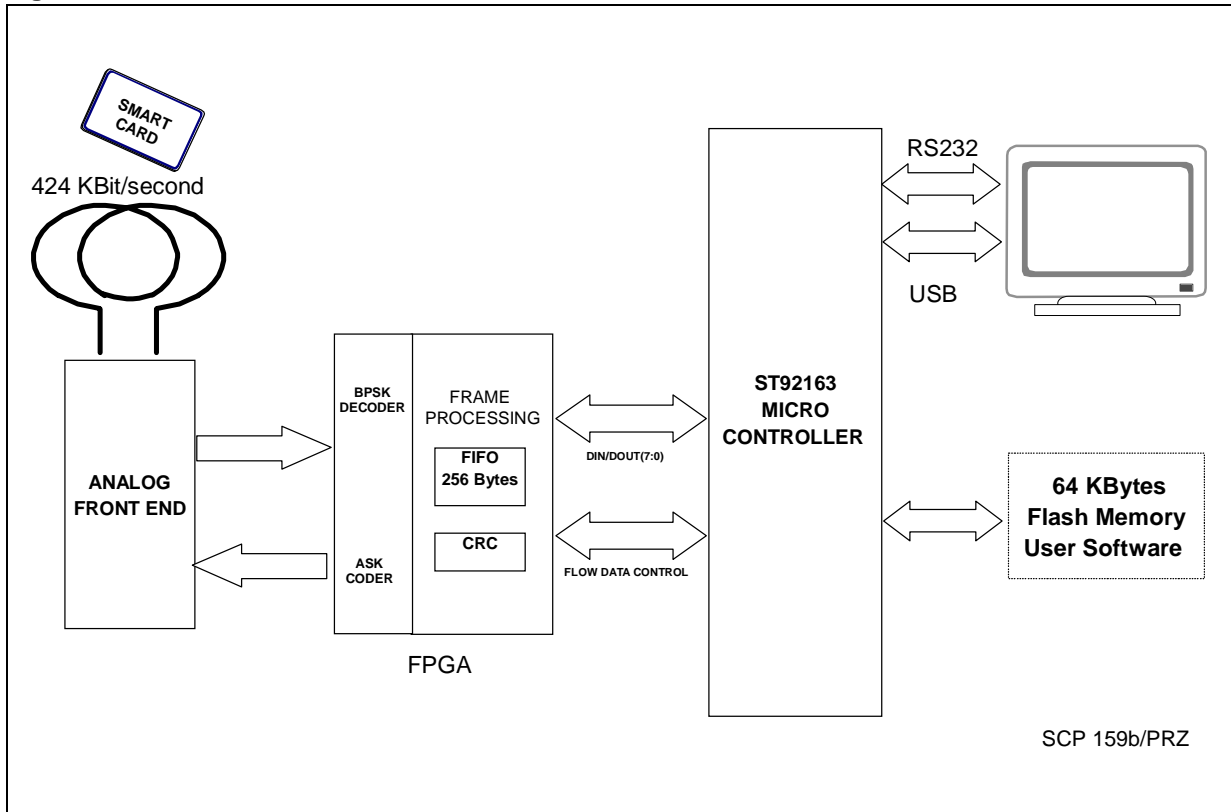 SMART
CARD
424 KBit/second
ANALOG
FRONT END
BPSK
DECODER
ASK
CODER
FRAME
PROCESSING
FIFO
256 Bytes
CRC
FPGA
DIN/DOUT(7:0)
FLOW DATA CONTROL
ST92163
MICRO
CONTROLLER
RS232
USB
64 KBytes
Flash Memory
User Software
SCP 159b/PRZ